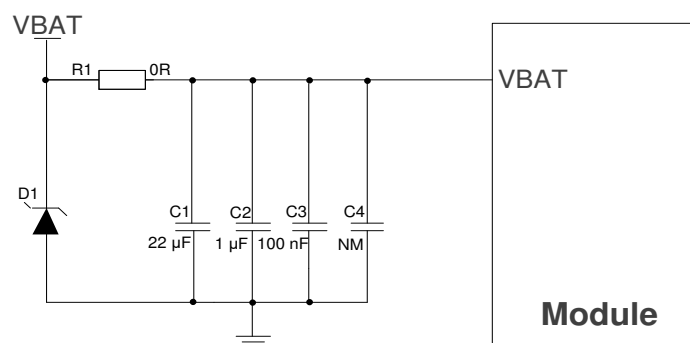 VBAT
R1 0R
VBAT
D1
C1 C2 C3 C4
22 µF 1 µF 100 nF NM
Module